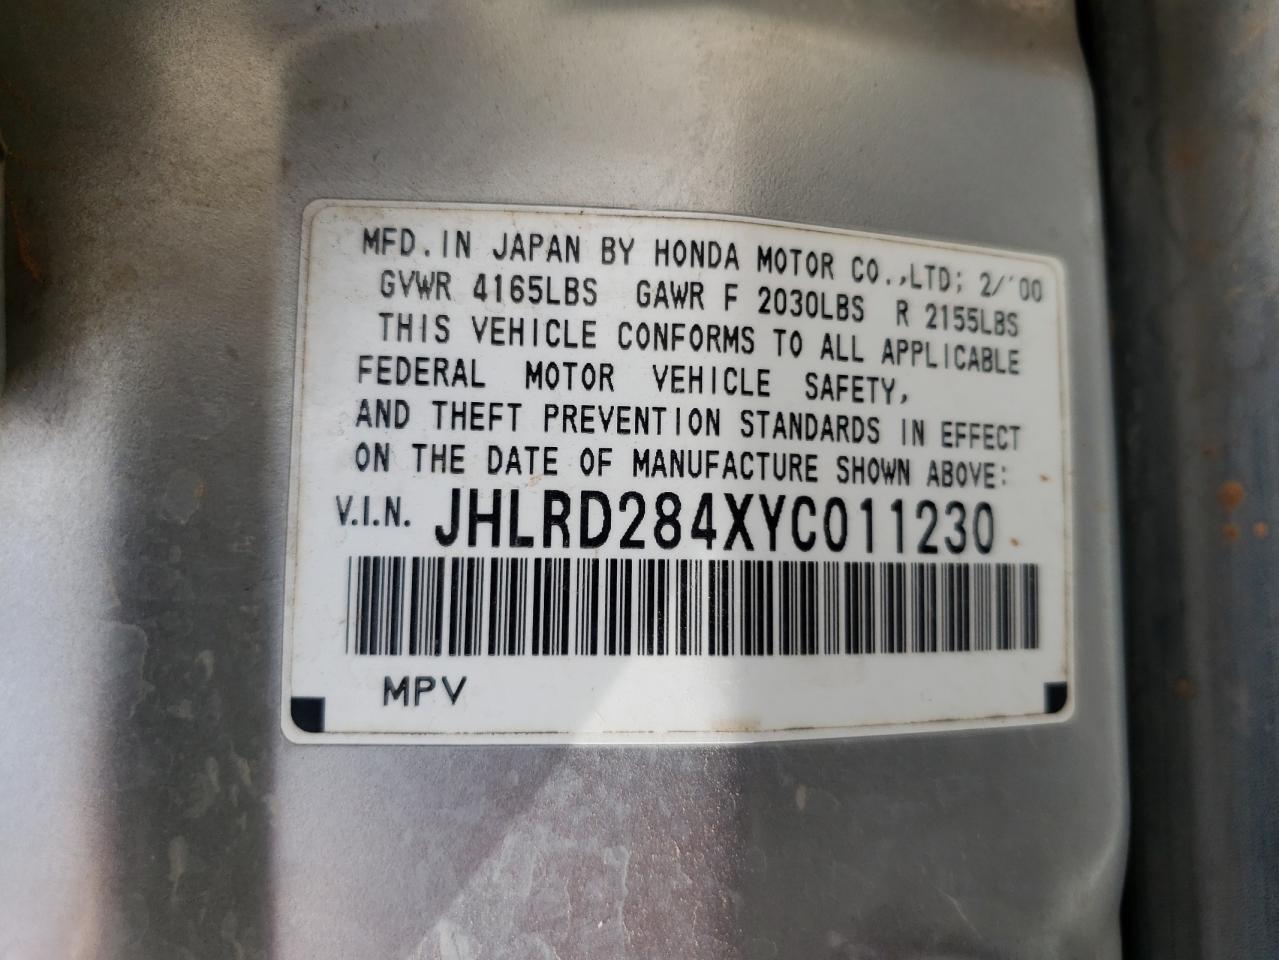 MFD. IN JAPAN BY HONDA MOTOR CO.,LTD; 2/'00
GVWR 4165LBS GAWR F 2030LBS R 2155LBS
THIS VEHICLE CONFORMS TO ALL APPLICABLE
FEDERAL MOTOR VEHICLE SAFETY,
AND THEFT PREVENTION STANDARDS IN EFFECT
ON THE DATE OF MANUFACTURE SHOWN ABOVE:
V.I.N. JHLRD284XYC011230
MPV